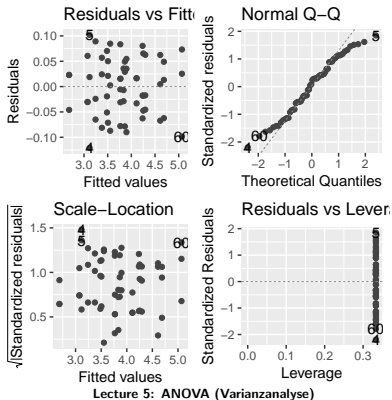 Residuals vs Fitte
Residuals
0.10
0.05
0.00
−0.05
−0.10
5
60
4
3.0 3.5 4.0 4.5 5.0
Fitted values
Normal Q−Q
Standardized residuals
2
1
0
−1
−2
5
60
4
−2 −1 0 1 2
Theoretical Quantiles
Scale−Location
√|Standardized residuals|
1.5
1.0
0.5
4
5
60
3.0 3.5 4.0 4.5 5.0
Fitted values
Residuals vs Levera
Standardized Residuals
2
1
0
−1
−2
5
60
4
0.0 0.1 0.2 0.3
Leverage
Lecture 5: ANOVA (Varianzanalyse)